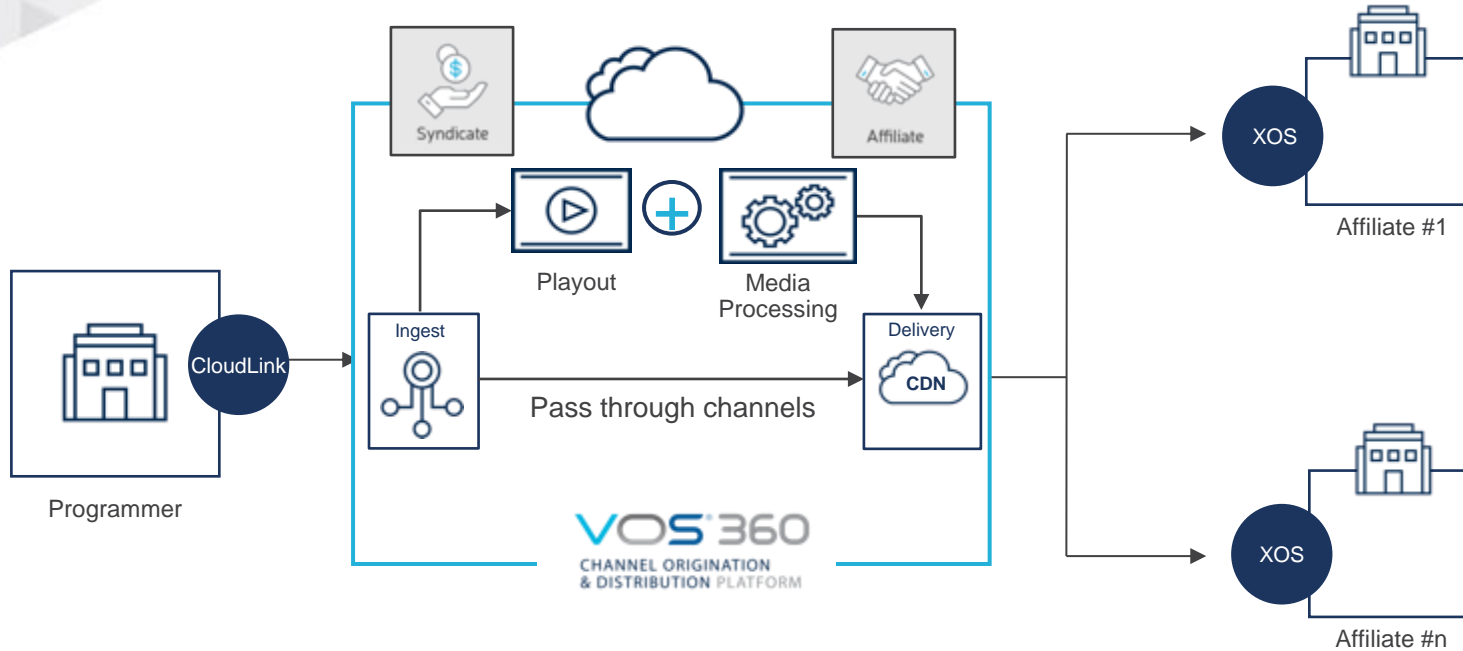 $
Syndicate
Affiliate
XOS
Affiliate #1
Playout
Media
Processing
Programmer
CloudLink
Ingest
Pass through channels
Delivery
CDN
VOS® 360
CHANNEL ORIGINATION
& DISTRIBUTION PLATFORM
XOS
Affiliate #n